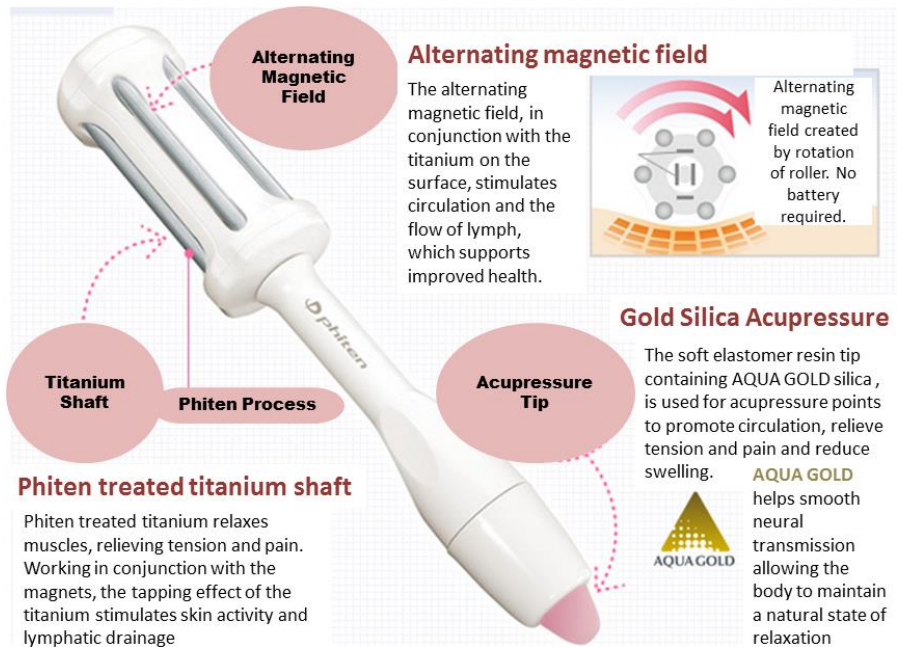 Alternating
Magnetic
Field
Alternating magnetic field
The alternating
magnetic field, in
conjunction with the
titanium on the
surface, stimulates
circulation and the
flow of lymph,
which supports
improved health.
Alternating
magnetic
field created
by rotation
of roller. No
battery
required.
phiten
Titanium
Shaft
Phiten Process
Acupressure
Tip
Gold Silica Acupressure
The soft elastomer resin tip
containing AQUA GOLD silica ,
is used for acupressure points
to promote circulation, relieve
tension and pain and reduce
swelling.
AQUA GOLD
AQUA GOLD
helps smooth
neural
transmission
allowing the
body to maintain
a natural state of
relaxation
Phiten treated titanium shaft
Phiten treated titanium relaxes
muscles, relieving tension and pain.
Working in conjunction with the
magnets, the tapping effect of the
titanium stimulates skin activity and
lymphatic drainage